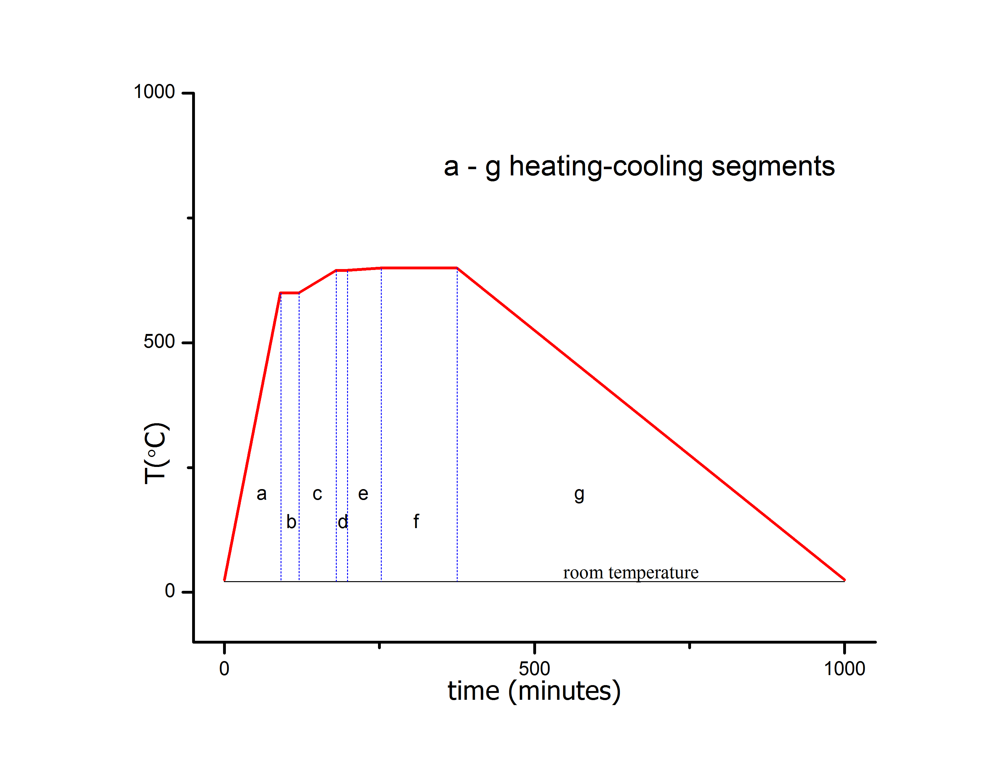 1000
a - g heating-cooling segments
500
T(°C)
a
c
e
g
b
d
f
room temperature
0
0
500
1000
time (minutes)